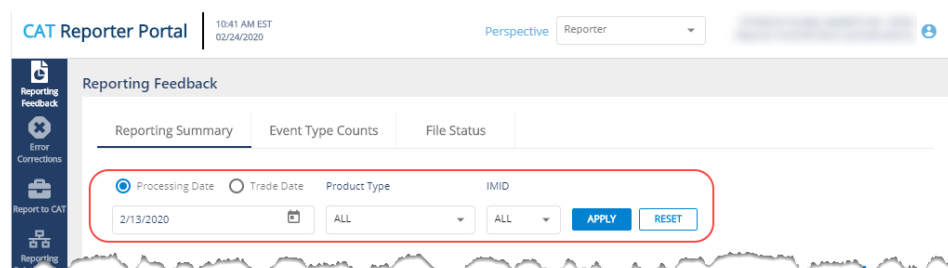 CAT Reporter Portal
10:41 AM EST
02/24/2020
Perspective
Reporter
Reporting
Feedback
Error
Corrections
Report to CAT
Reporting
Reporting Feedback
Reporting Summary
Event Type Counts
File Status
Processing Date
Trade Date
Product Type
IMID
2/13/2020
ALL
ALL
APPLY
RESET